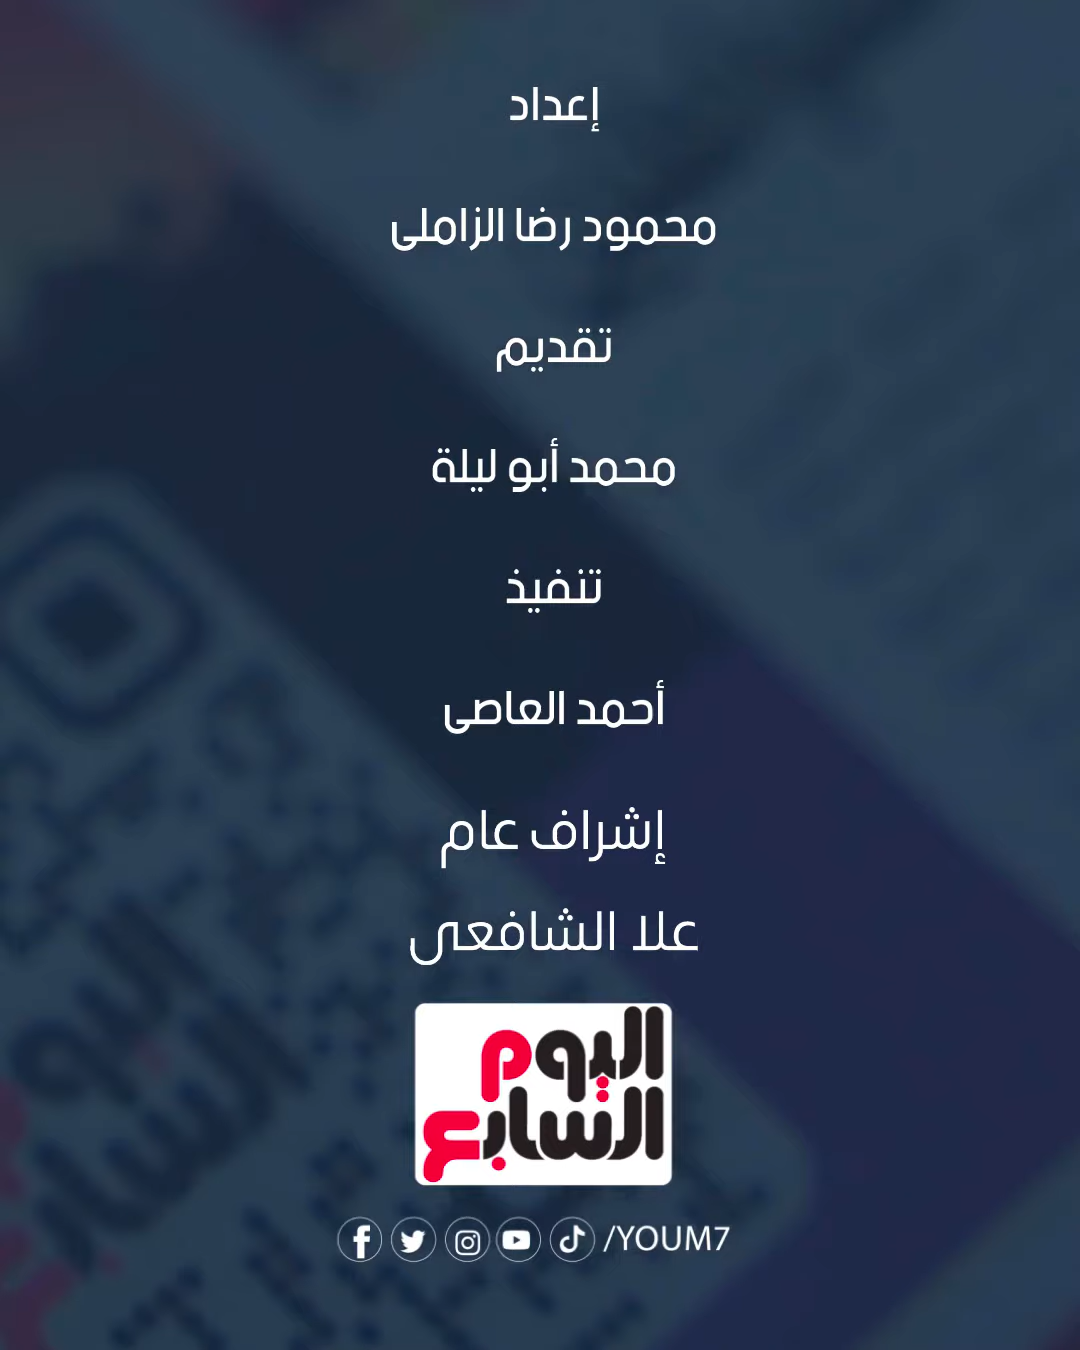 إعداد
محمود رضا الزاملى
تقديم
محمد أبو ليلة
تنفيذ
أحمد العاصى
إشراف عام
علا الشافعى
اليوم
السابع
/YOUM7